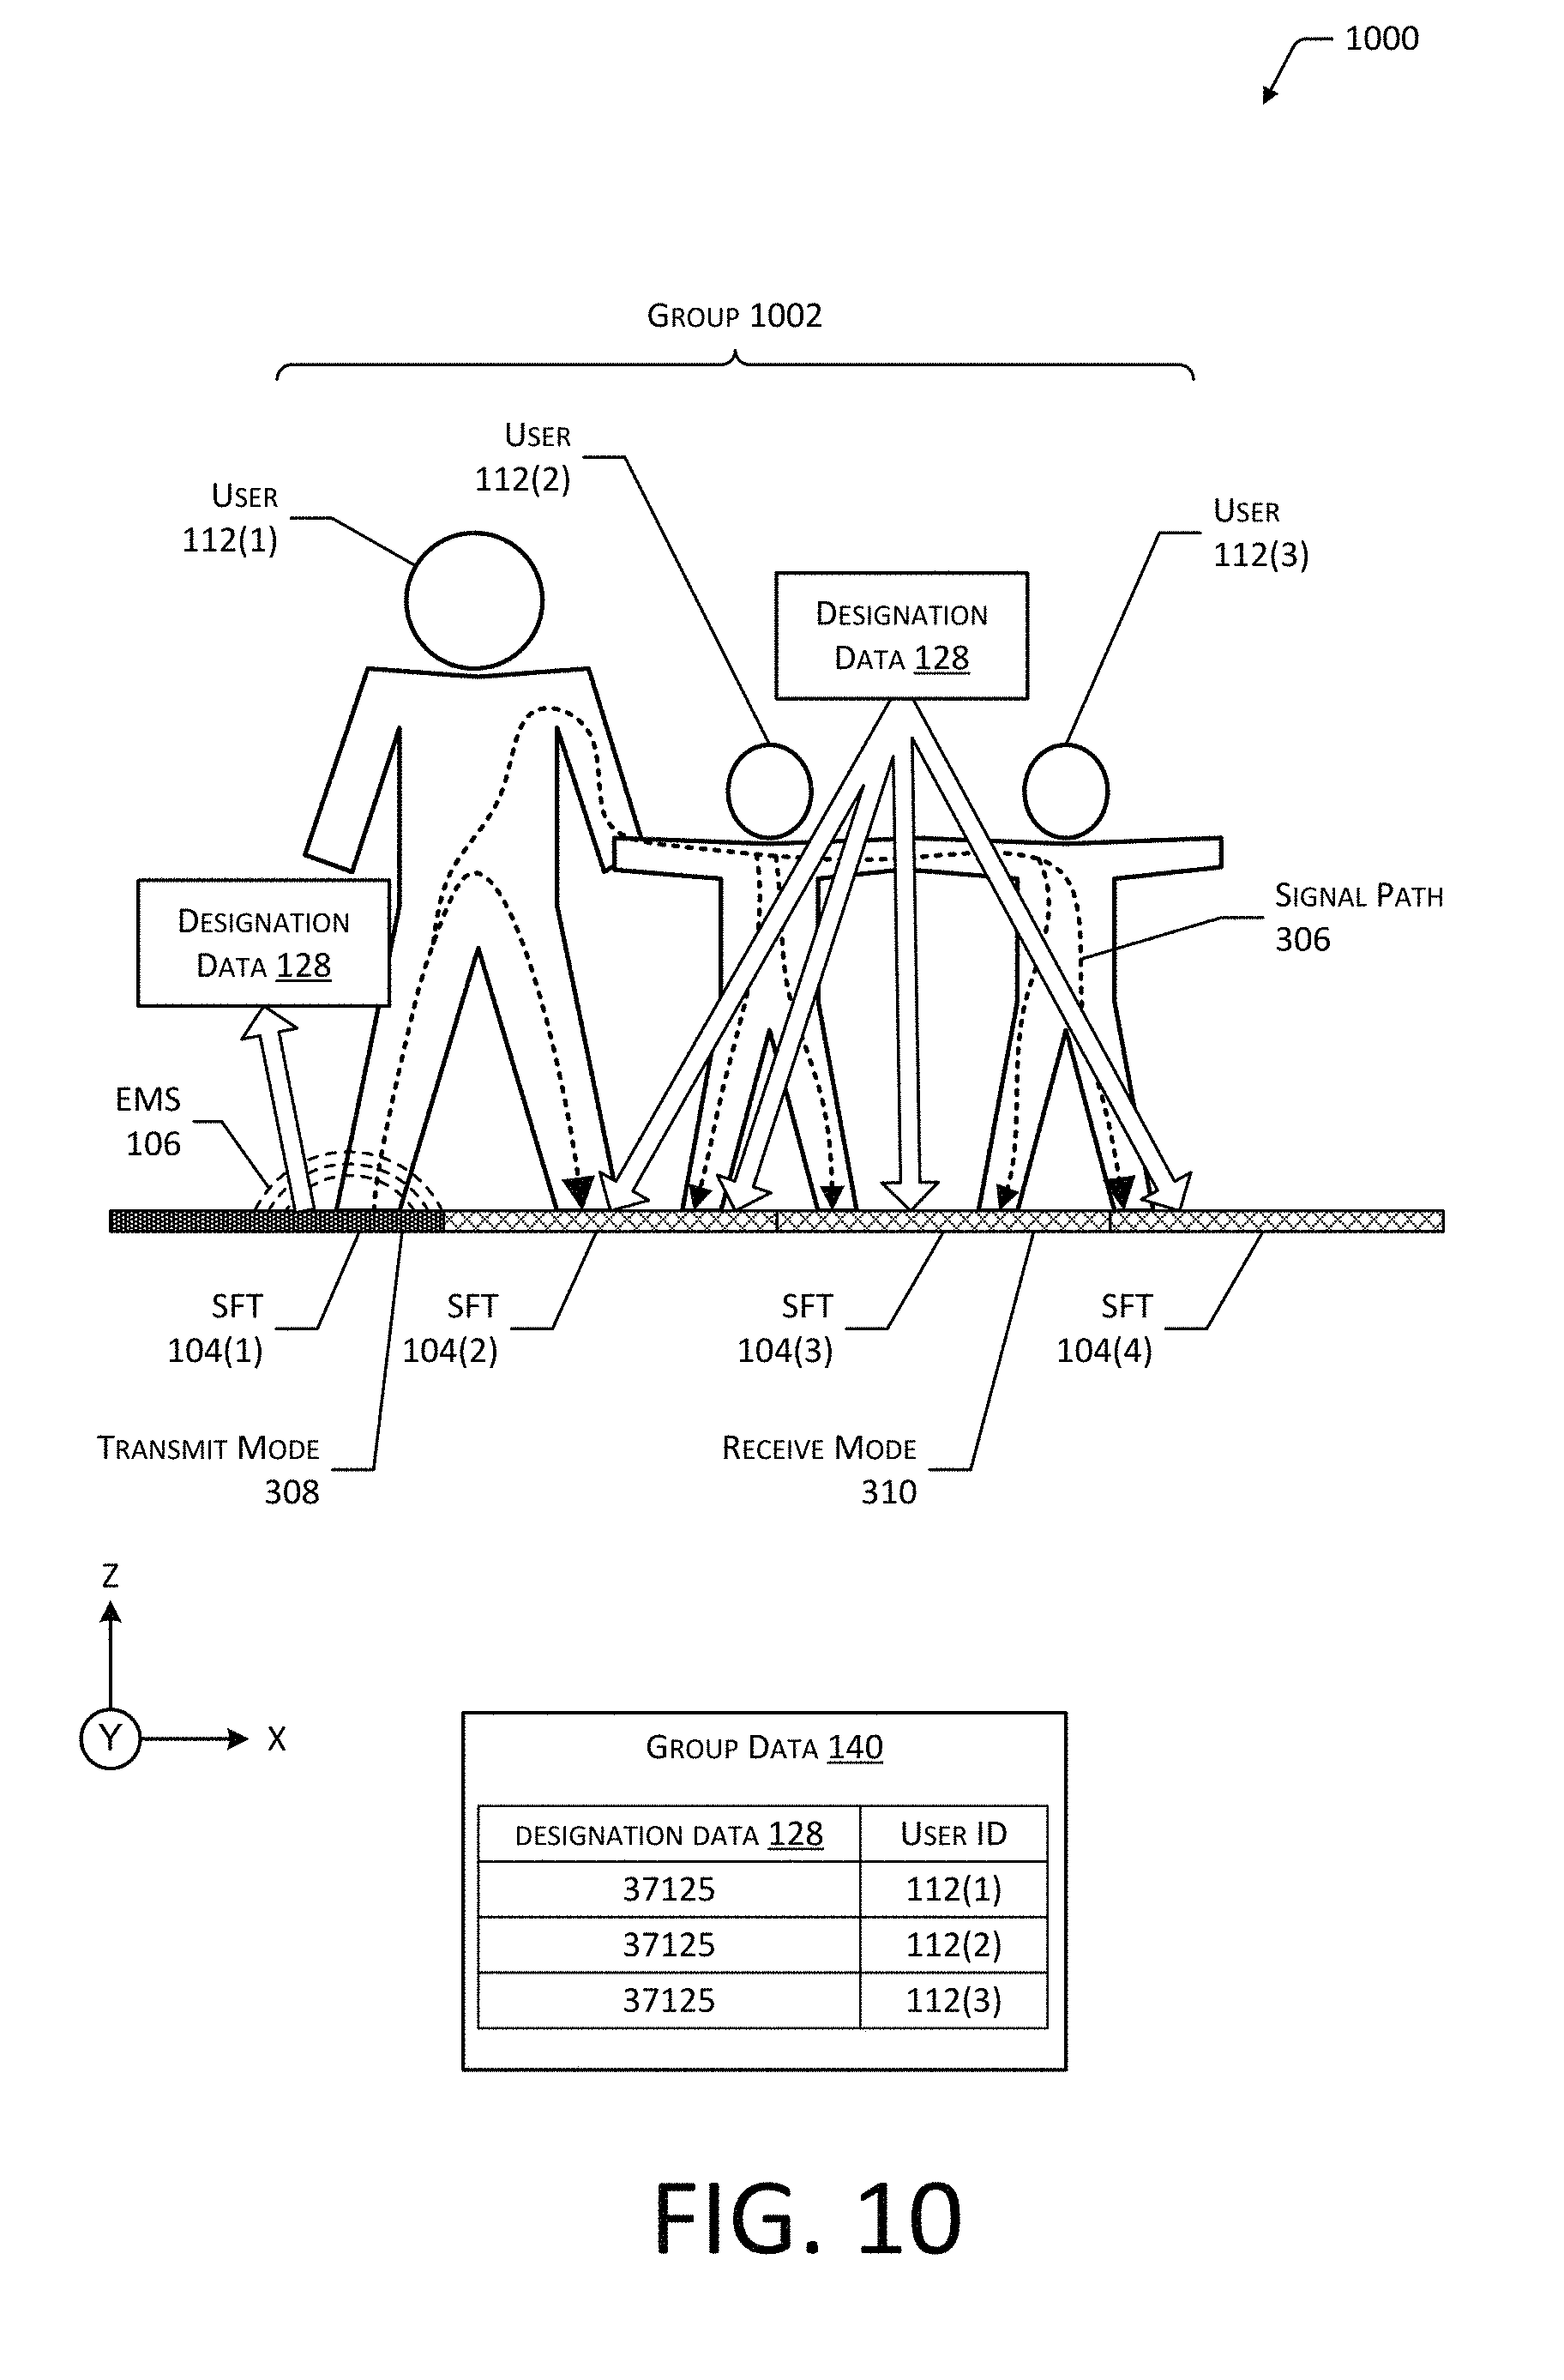 1000
GROUP 1002
USER
112(2)
USER
112(1)
USER
112(3)
DESIGNATION
DATA 128
DESIGNATION
DATA 128
SIGNAL PATH
306
EMS
106
SFT
104(1)
SFT
104(2)
SFT
104(3)
SFT
104(4)
TRANSMIT MODE
308
RECEIVE MODE
310
Z
Y
X
GROUP DATA 140
DESIGNATION DATA 128 USER ID
37125 112(1)
37125 112(2)
37125 112(3)
FIG. 10